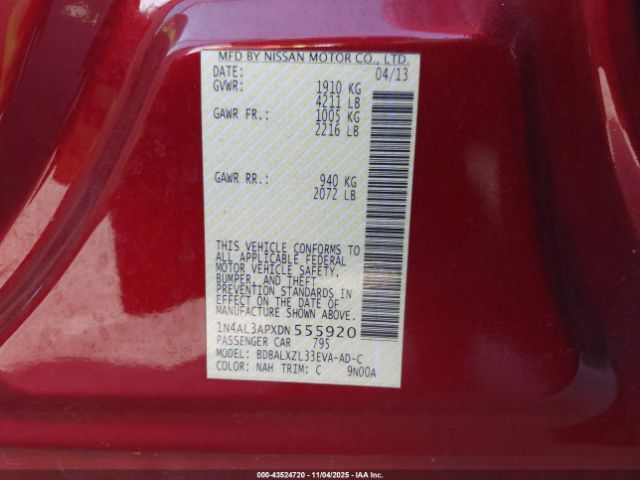 MFD BY NISSAN MOTOR CO., LTD.
DATE: 04/13
GVWR: 1910 KG
4211 LB
GAWR FR.: 1005 KG
2216 LB
GAWR RR.: 940 KG
2072 LB
THIS VEHICLE CONFORMS TO
ALL APPLICABLE FEDERAL
MOTOR VEHICLE SAFETY,
BUMPER, AND THEFT
PREVENTION STANDARDS IN
EFFECT ON THE DATE OF
MANUFACTURE SHOWN ABOVE.
1N4AL3APXDN 555920
PASSENGER CAR 795
MODEL: BDBALXZL33EVA-AD-C
COLOR: NAH TRIM: C 9N00A
000-43524720 - 11/04/2025 - IAA Inc.